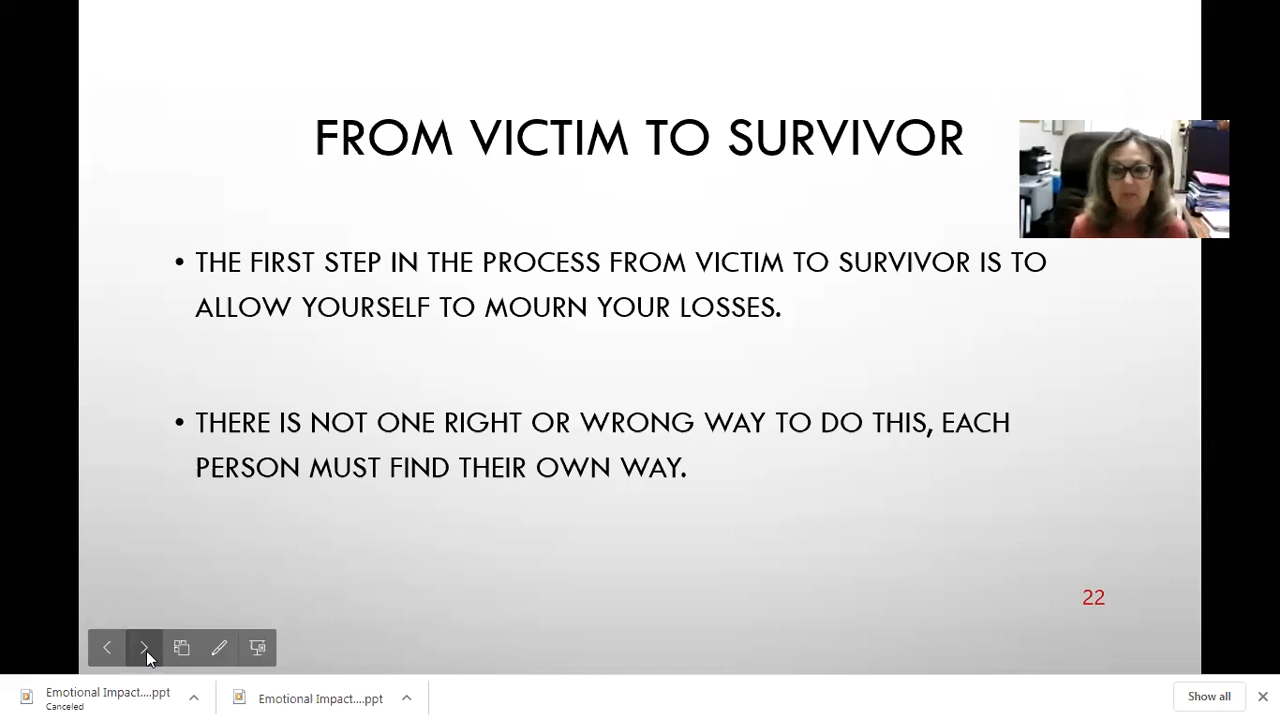 FROM VICTIM TO SURVIVOR
• THE FIRST STEP IN THE PROCESS FROM VICTIM TO SURVIVOR IS TO
ALLOW YOURSELF TO MOURN YOUR LOSSES.
• THERE IS NOT ONE RIGHT OR WRONG WAY TO DO THIS, EACH
PERSON MUST FIND THEIR OWN WAY.
22
Emotional Impact....ppt
Canceled
Emotional Impact....ppt
Show all